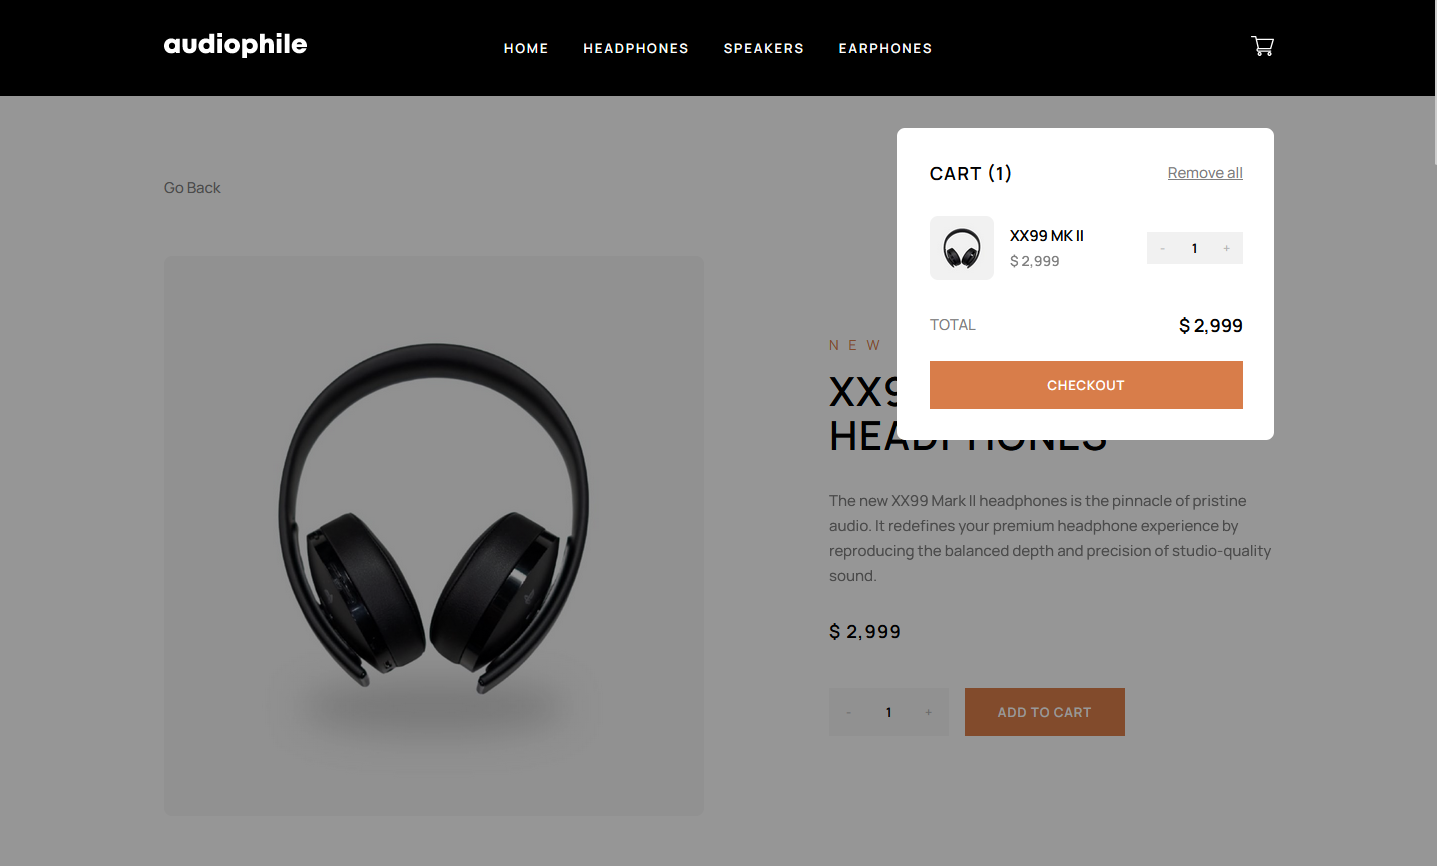 audiophile
HOME HEADPHONES SPEAKERS EARPHONES
Go Back
CART (1) Remove all
XX99 MK II
$ 2,999
- 1 +
TOTAL $ 2,999
CHECKOUT
NEW
XX9
HEADPHONES
The new XX99 Mark II headphones is the pinnacle of pristine
audio. It redefines your premium headphone experience by
reproducing the balanced depth and precision of studio-quality
sound.
$ 2,999
- 1 + ADD TO CART